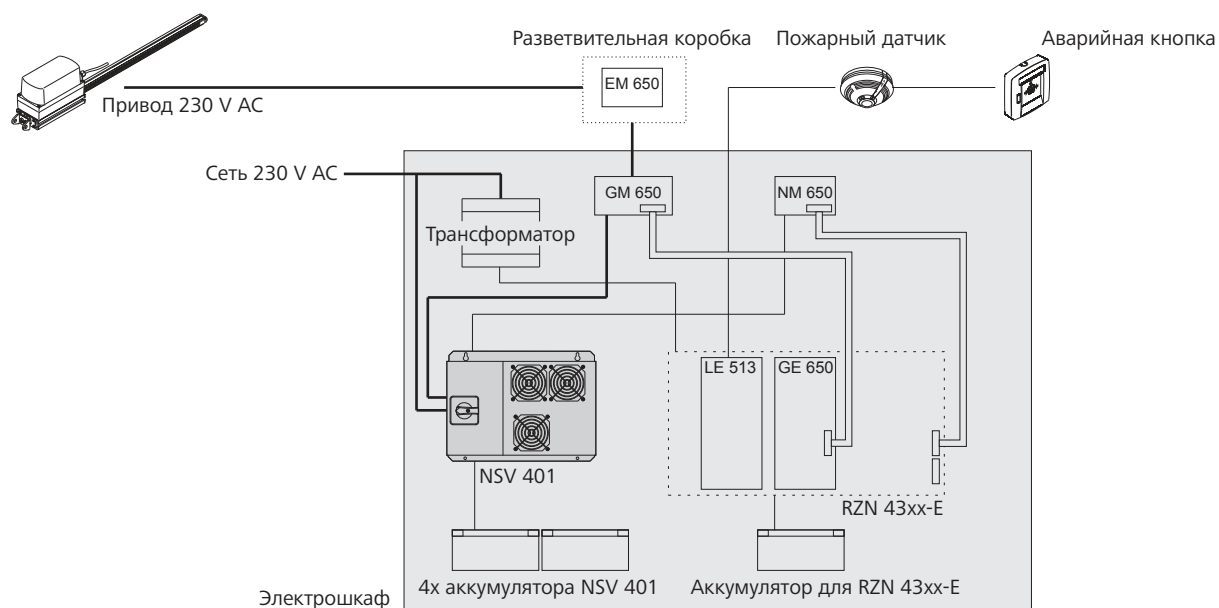 Разветвительная коробка
Пожарный датчик
Аварийная кнопка
EM 650
Привод 230 V AC
Сеть 230 V AC
GM 650
NM 650
Трансформатор
LE 513
GE 650
NSV 401
RZN 43xx-E
4x аккумулятора NSV 401
Аккумулятор для RZN 43xx-E
Электрошкаф